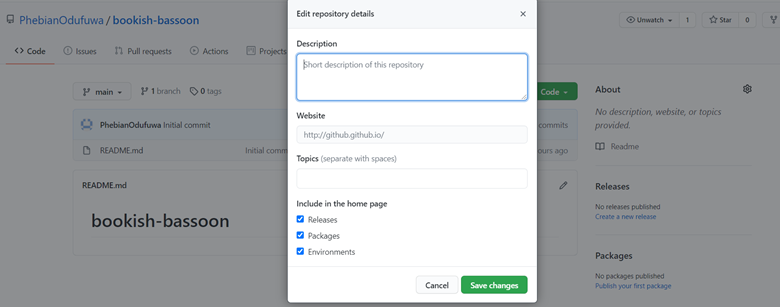 PhebianOdufuwa / bookish-bassoon
Unwatch 1
Star 0
Code
Issues
Pull requests
Actions
Projects
main
1 branch
0 tags
Code
PhebianOdufuwa Initial commit
commits
README.md
Initial comm
ours ago
README.md
bookish-bassoon
Edit repository details
Description
Short description of this repository
Website
http://github.github.io/
Topics (separate with spaces)
Include in the home page
Releases
Packages
Environments
Cancel
Save changes
About
No description, website, or topics
provided.
Readme
Releases
No releases published
Create a new release
Packages
No packages published
Publish your first package